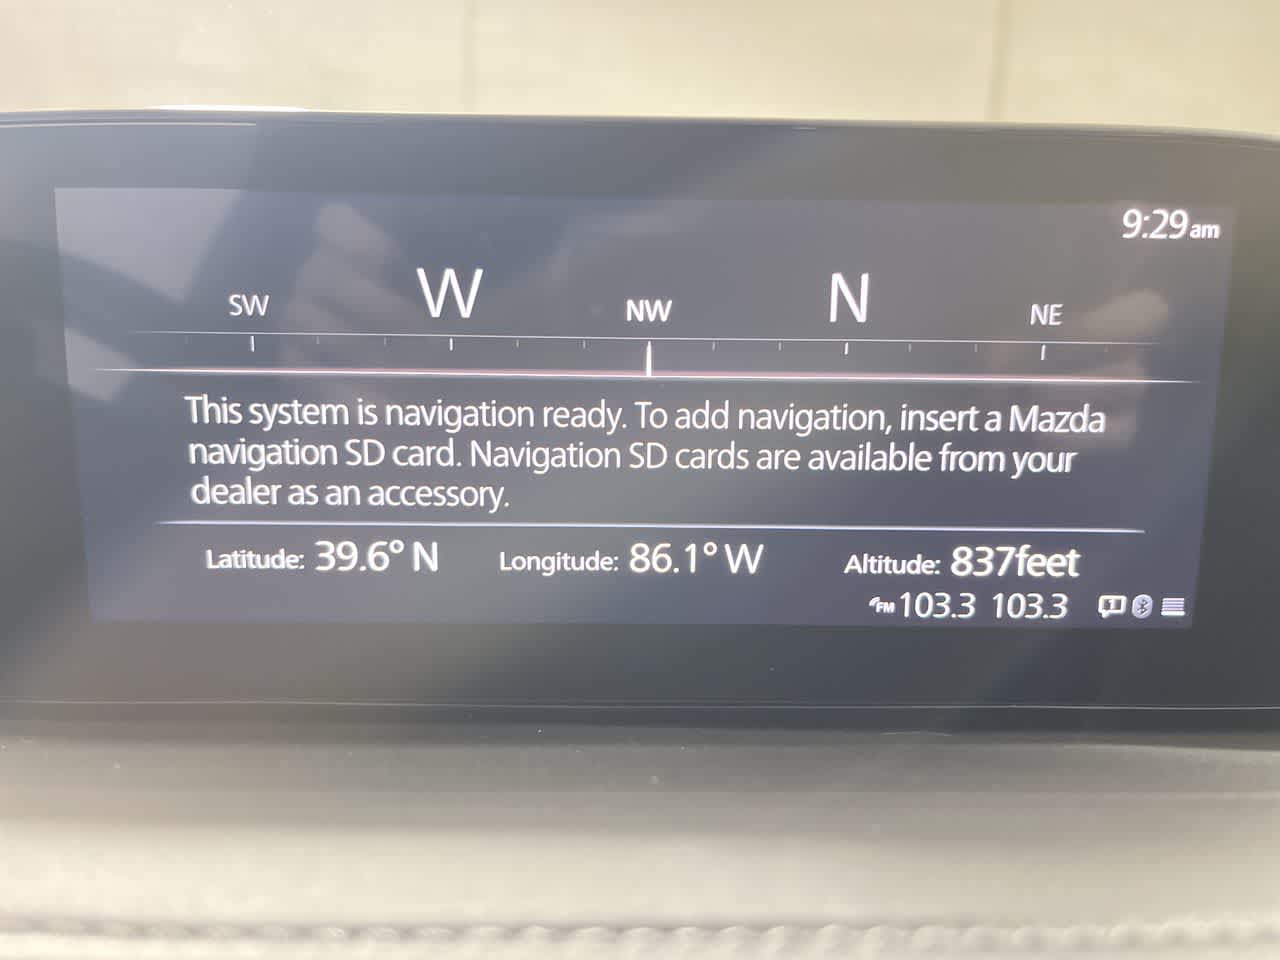 9:29am
SW W NW N NE
This system is navigation ready. To add navigation, insert a Mazda
navigation SD card. Navigation SD cards are available from your
dealer as an accessory.
Latitude: 39.6° N Longitude: 86.1° W Altitude: 837feet
FM 103.3 103.3 1